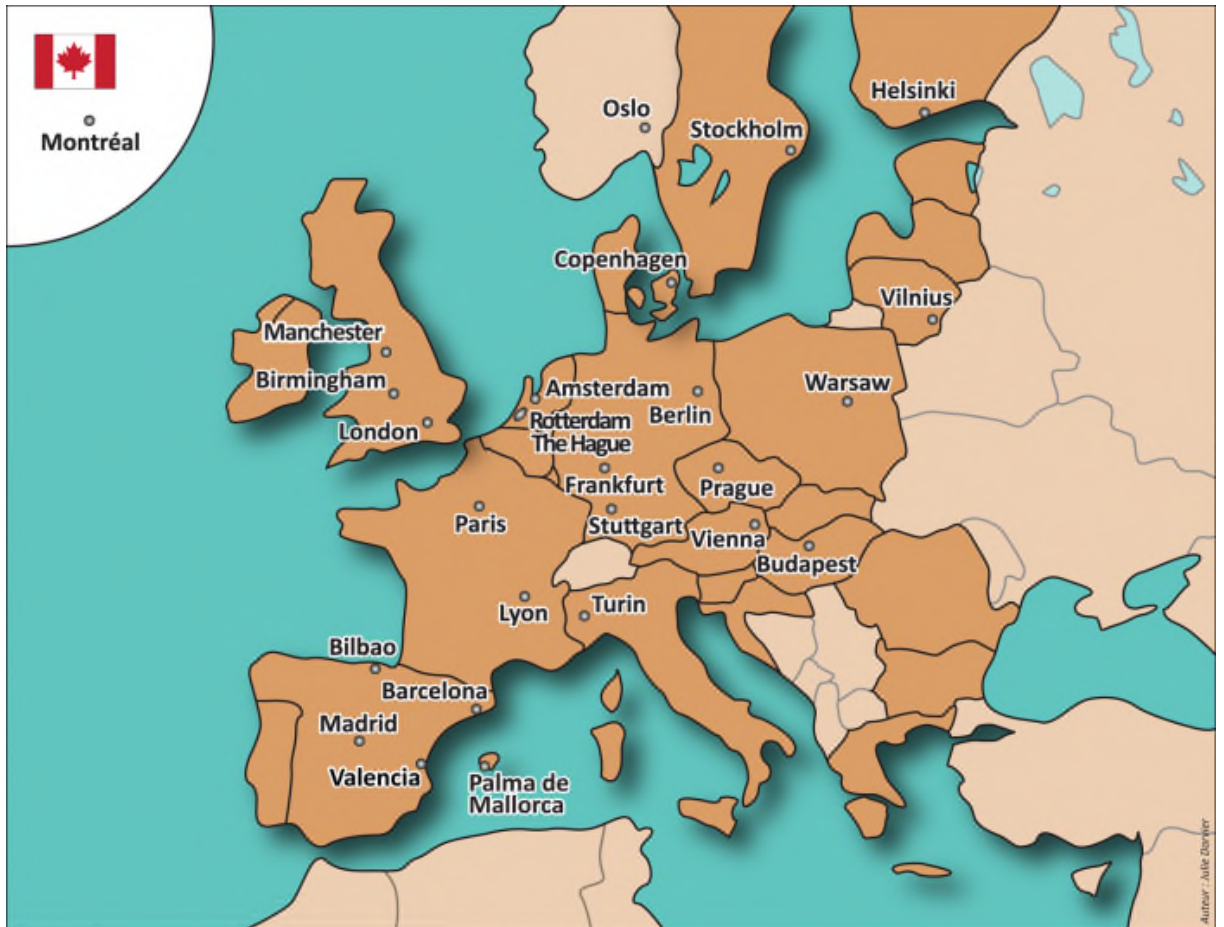 Montréal
Oslo
Helsinki
Stockholm
Copenhagen
Vilnius
Manchester
Birmingham
London
Amsterdam
Rotterdam
The Hague
Berlin
Warsaw
Frankfurt
Prague
Paris
Stuttgart
Vienna
Budapest
Lyon
Turin
Bilbao
Barcelona
Madrid
Valencia
Palma de
Mallorca
Auteur : Julie Dorvier